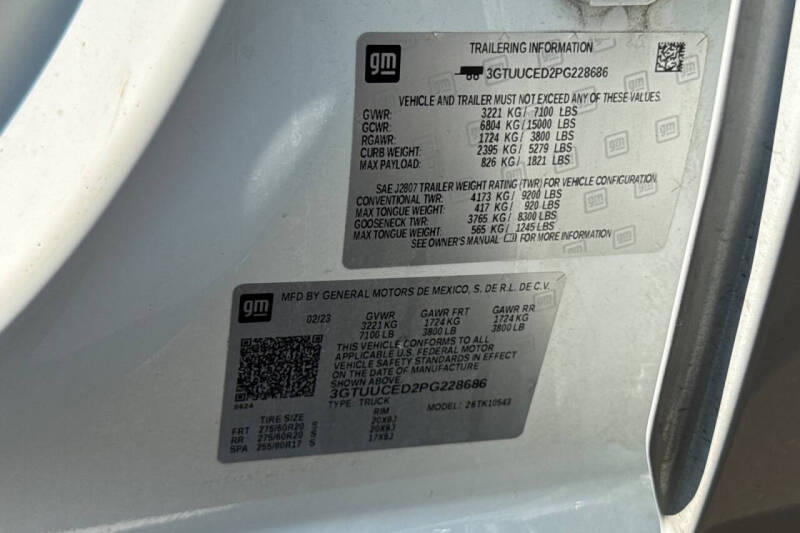 gm
TRAILERING INFORMATION
3GTUUCED2PG228686
VEHICLE AND TRAILER MUST NOT EXCEED ANY OF THESE VALUES.
GVWR: 3221 KG/ 7100 LBS
GCWR: 6804 KG/15000 LBS
RGAWR: 1724 KG/ 3800 LBS
CURB WEIGHT: 2395 KG/ 5279 LBS
MAX PAYLOAD: 826 KG/ 1821 LBS
SAE J2807 TRAILER WEIGHT RATING (TWR) FOR VEHICLE CONFIGURATION.
CONVENTIONAL TWR: 4173 KG/ 9200 LBS
MAX TONGUE WEIGHT: 417 KG/ 920 LBS
GOOSENECK TWR: 3765 KG/ 8300 LBS
MAX TONGUE WEIGHT: 565 KG/ 1245 LBS
SEE OWNER'S MANUAL FOR MORE INFORMATION
gm
MFD BY GENERAL MOTORS DE MEXICO, S. DE R.L. DE C.V.
02/23 GVWR GAWR FRT GAWR RR
3221 KG 1724 KG 1724 KG
7100 LB 3800 LB 3800 LB
THIS VEHICLE CONFORMS TO ALL
APPLICABLE U.S. FEDERAL MOTOR
VEHICLE SAFETY STANDARDS IN EFFECT
ON THE DATE OF MANUFACTURE
SHOWN ABOVE.
3GTUUCED2PG228686
TYPE: TRUCK MODEL: 26TK10543
TIRE SIZE RIM
FRT 275/60R20 S 20X9J
RR 275/60R20 S 20X9J
SPA 255/80R17 S 17X8J